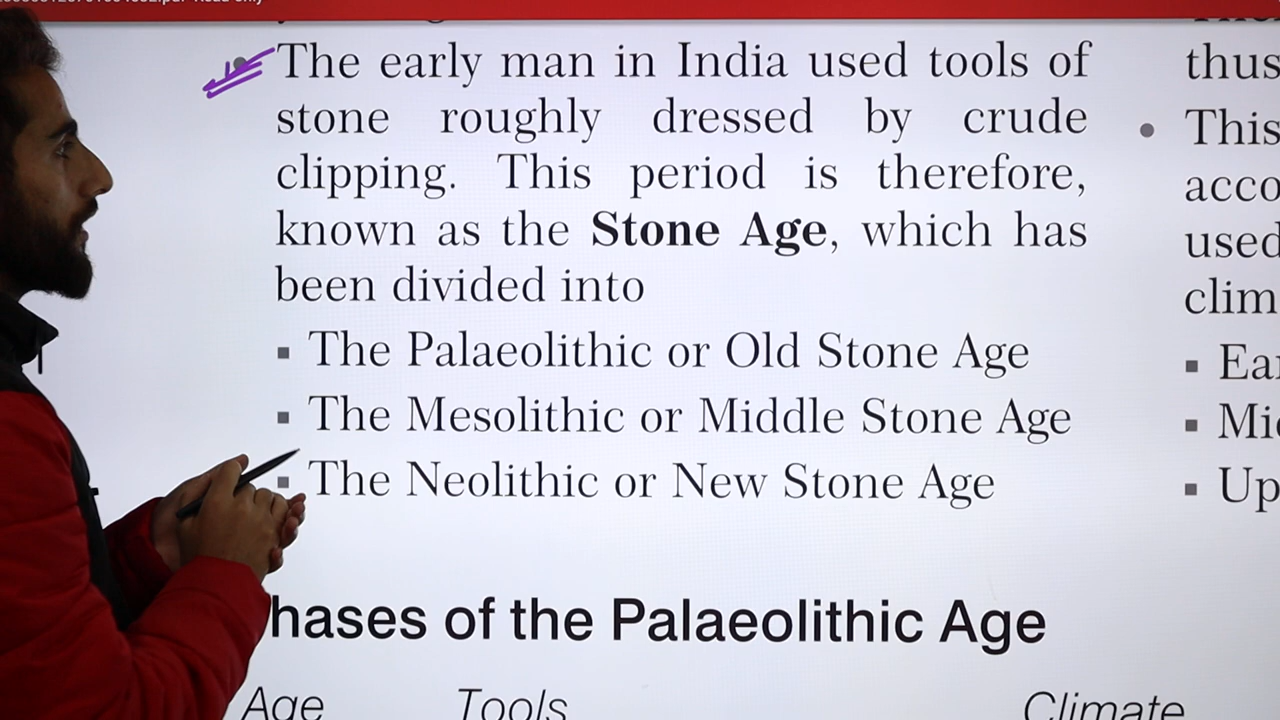 The early man in India used tools of
stone roughly dressed by crude
clipping. This period is therefore,
known as the Stone Age, which has
been divided into
▪ The Palaeolithic or Old Stone Age
▪ The Mesolithic or Middle Stone Age
▪ The Neolithic or New Stone Age
hases of the Palaeolithic Age
Age Tools Climate
thus
• This
acco
used
clim
▪ Ear
▪ Mi
▪ Up